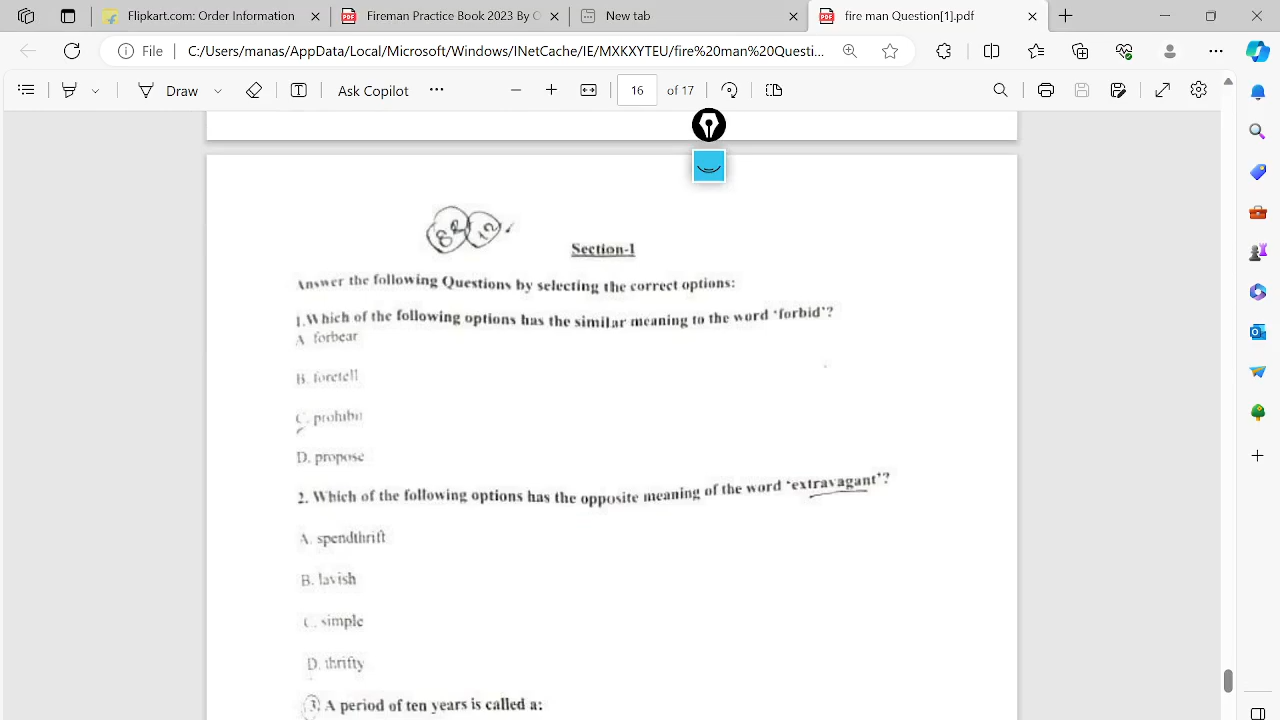 Flipkart.com: Order Information
PDF
Fireman Practice Book 2023 By C
New tab
PDF
fire man Question[1].pdf
File
C:/Users/manas/AppData/Local/Microsoft/Windows/INetCache/IE/MXKXYTEU/fire%20man%20Questi...
Draw
Ask Copilot
16 of 17
82 12
Section-1
Answer the following Questions by selecting the correct options:
1.Which of the following options has the similar meaning to the word ‘forbid’?
A forbear
B. foretell
C. prohibit
D. propose
2. Which of the following options has the opposite meaning of the word ‘extravagant’?
A. spendthrift
B. lavish
C. simple
D. thrifty
3. A period of ten years is called a: